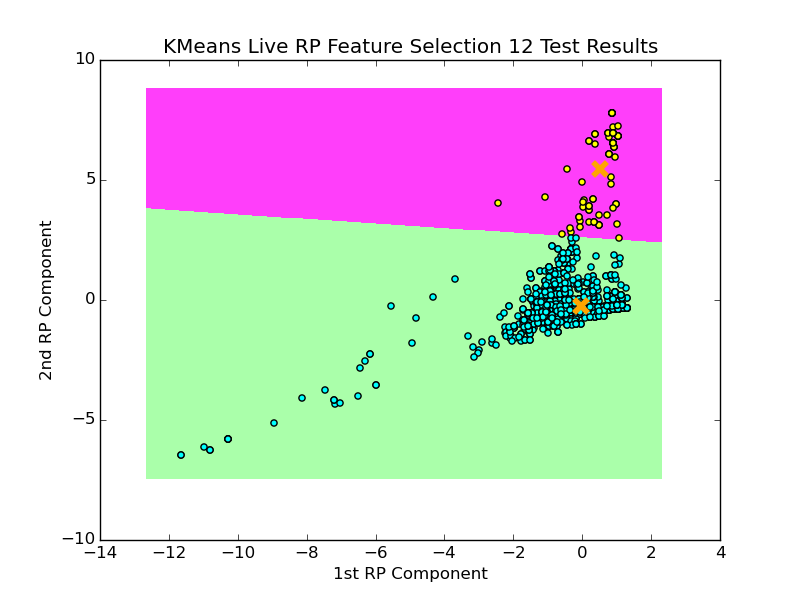 KMeans Live RP Feature Selection 12 Test Results
10
5
0
−5
−10
2nd RP Component
−14 −12 −10 −8 −6 −4 −2 0 2 4
1st RP Component